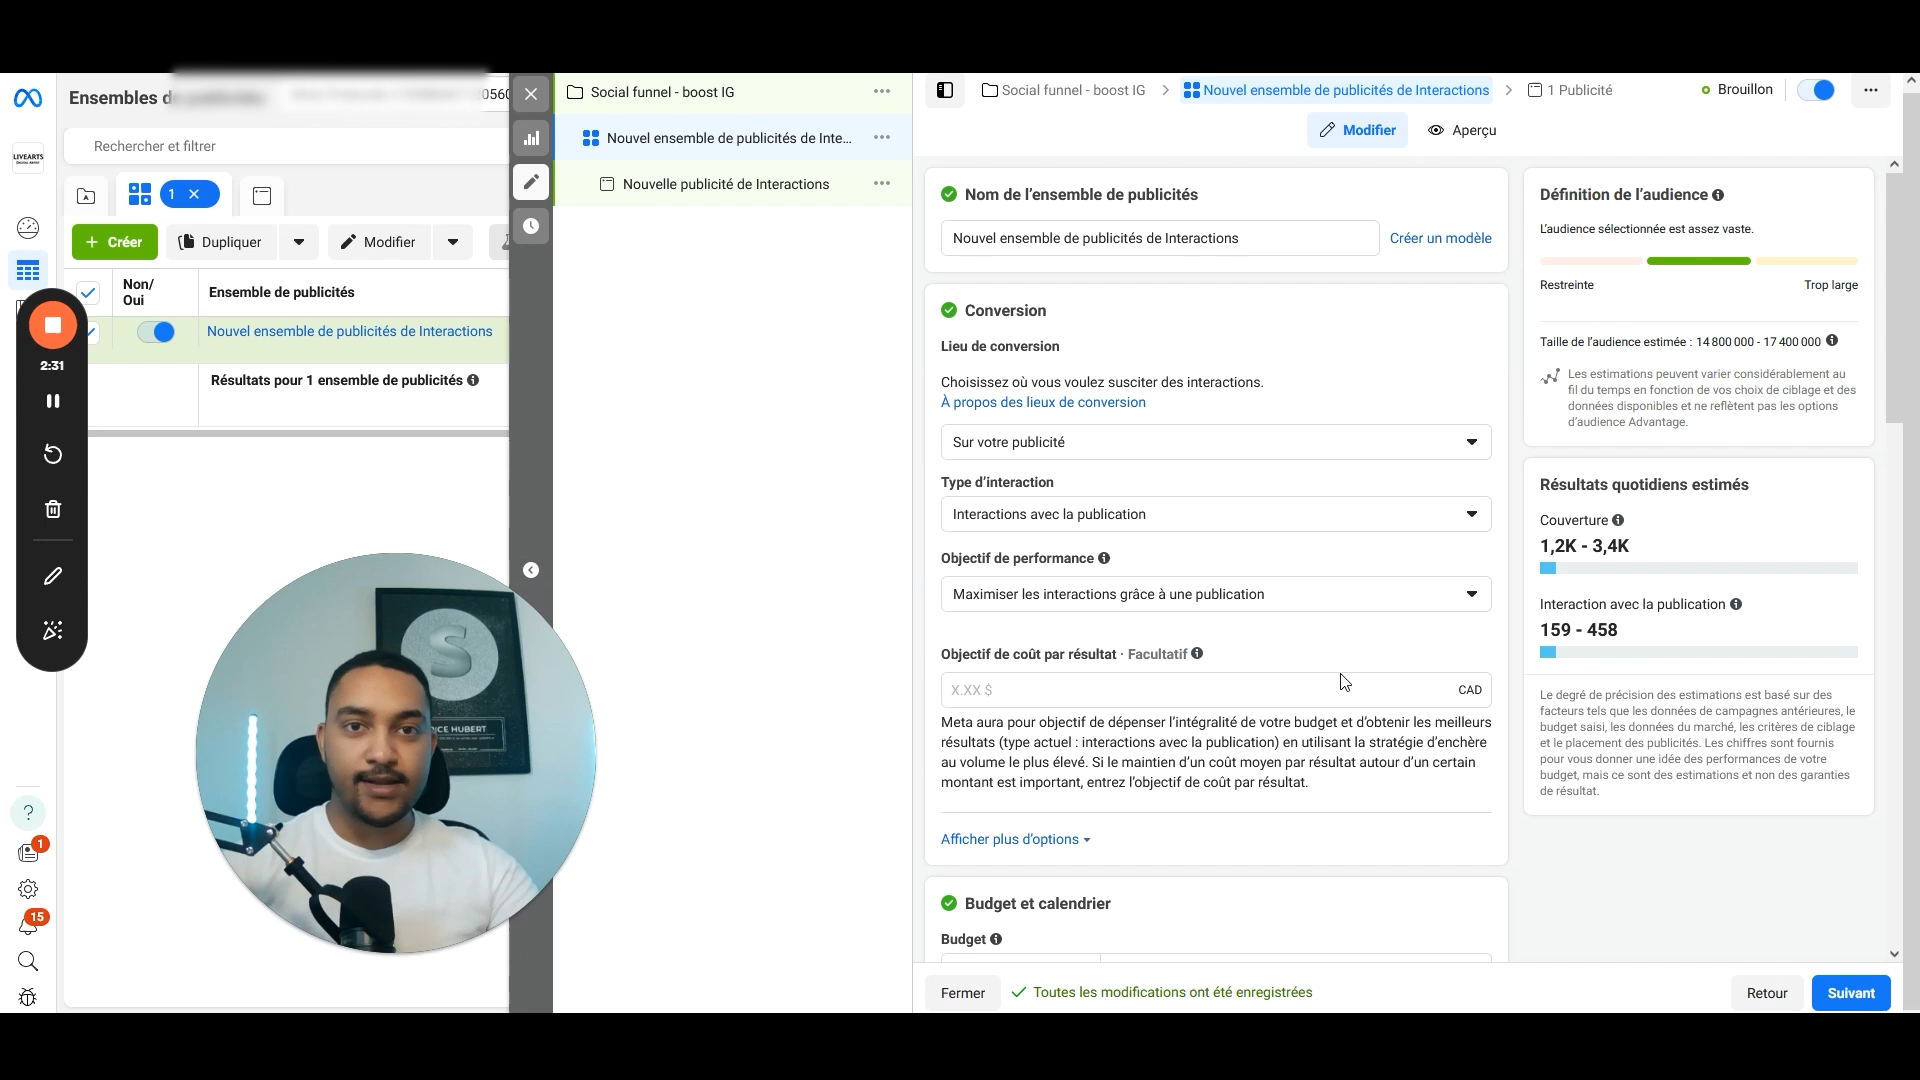 Ensembles d
0560
Rechercher et filtrer
LIVEARTS
1
Créer
Dupliquer
Modifier
Non/
Oui
Ensemble de publicités
Nouvel ensemble de publicités de Interactions
Résultats pour 1 ensemble de publicités
2:31
1
15
ICE HUBERT
Social funnel - boost IG
Nouvel ensemble de publicités de Inte...
Nouvelle publicité de Interactions
Social funnel - boost IG
Nouvel ensemble de publicités de Interactions
1 Publicité
Brouillon
Modifier
Aperçu
Nom de l’ensemble de publicités
Nouvel ensemble de publicités de Interactions
Créer un modèle
Conversion
Lieu de conversion
Choisissez où vous voulez susciter des interactions.
À propos des lieux de conversion
Sur votre publicité
Type d’interaction
Interactions avec la publication
Objectif de performance
Maximiser les interactions grâce à une publication
Objectif de coût par résultat · Facultatif
X.XX $
CAD
Meta aura pour objectif de dépenser l’intégralité de votre budget et d’obtenir les meilleurs
résultats (type actuel : interactions avec la publication) en utilisant la stratégie d’enchère
au volume le plus élevé. Si le maintien d’un coût moyen par résultat autour d’un certain
montant est important, entrez l’objectif de coût par résultat.
Afficher plus d’options
Budget et calendrier
Budget
Définition de l’audience
L’audience sélectionnée est assez vaste.
Restreinte
Trop large
Taille de l’audience estimée : 14 800 000 - 17 400 000
Les estimations peuvent varier considérablement au
fil du temps en fonction de vos choix de ciblage et des
données disponibles et ne reflètent pas les options
d’audience Advantage.
Résultats quotidiens estimés
Couverture
1,2K - 3,4K
Interaction avec la publication
159 - 458
Le degré de précision des estimations est basé sur des
facteurs tels que les données de campagnes antérieures, le
budget saisi, les données du marché, les critères de ciblage
et le placement des publicités. Les chiffres sont fournis
pour vous donner une idée des performances de votre
budget, mais ce sont des estimations et non des garanties
de résultat.
Fermer
Toutes les modifications ont été enregistrées
Retour
Suivant